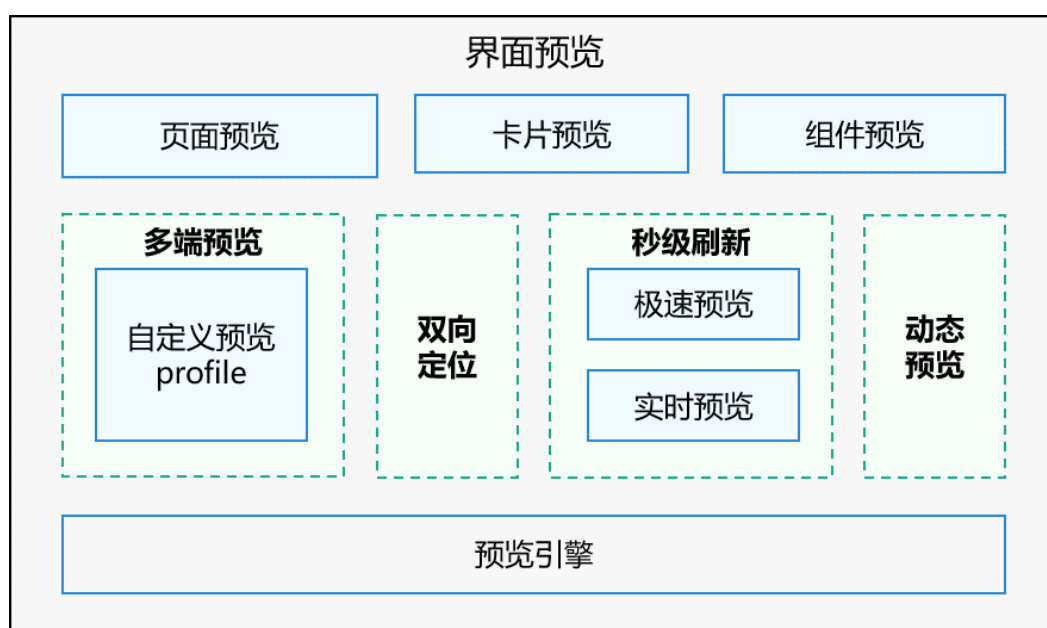 界面预览
页面预览
卡片预览
组件预览
多端预览
自定义预览
profile
双向
定位
秒级刷新
极速预览
实时预览
动态
预览
预览引擎